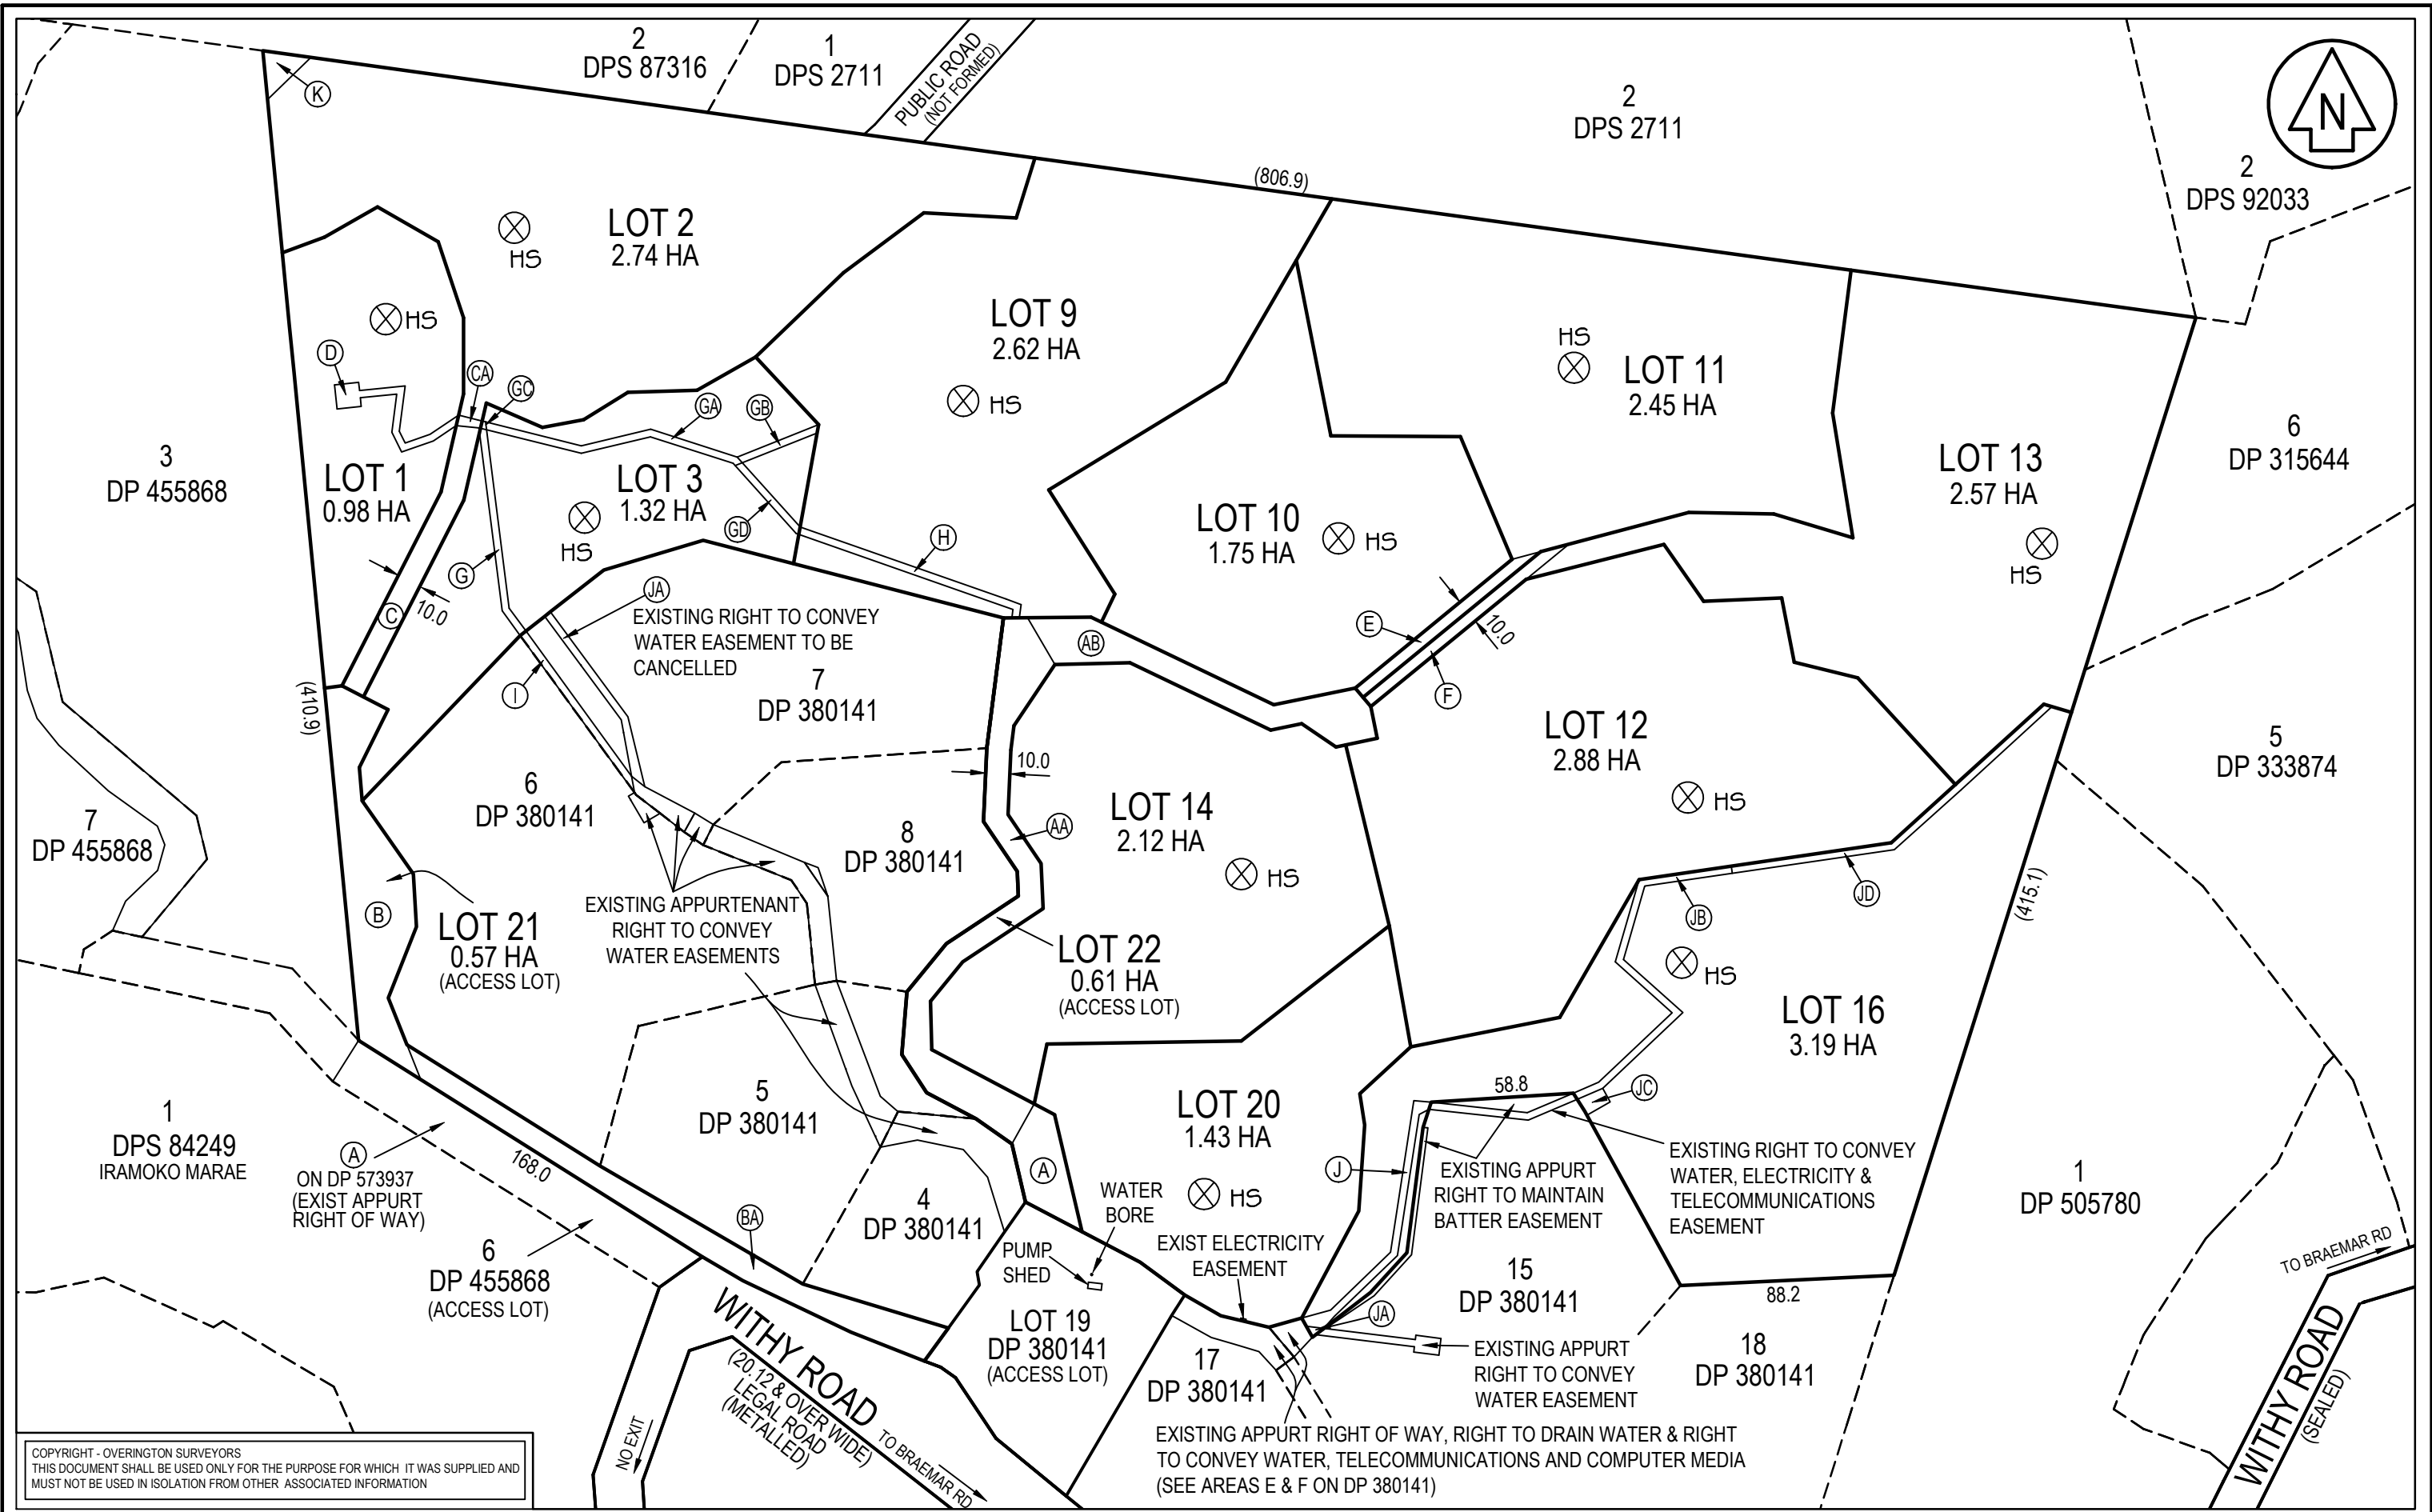 2
DPS 87316
1
DPS 2711
PUBLIC ROAD
(NOT FORMED)
2
DPS 2711
N
2
DPS 92033
K
(806.9)
LOT 2
2.74 HA
HS
HS
LOT 9
2.62 HA
HS
HS
LOT 11
2.45 HA
D
CA
GC
GA
GB
3
DP 455868
LOT 1
0.98 HA
LOT 3
1.32 HA
HS
GD
H
LOT 10
1.75 HA
HS
LOT 13
2.57 HA
HS
6
DP 315644
G
C
10.0
JA
EXISTING RIGHT TO CONVEY
WATER EASEMENT TO BE
CANCELLED
7
DP 380141
AB
E
10.0
F
I
(410.9)
6
DP 380141
10.0
LOT 14
2.12 HA
HS
AA
LOT 12
2.88 HA
HS
5
DP 333874
7
DP 455868
8
DP 380141
B
LOT 21
0.57 HA
(ACCESS LOT)
EXISTING APPURTENANT
RIGHT TO CONVEY
WATER EASEMENTS
LOT 22
0.61 HA
(ACCESS LOT)
JB
JD
(415.1)
HS
LOT 16
3.19 HA
1
DPS 84249
IRAMOKO MARAE
A
ON DP 573937
(EXIST APPURT
RIGHT OF WAY)
168.0
5
DP 380141
LOT 20
1.43 HA
HS
58.8
JC
J
EXISTING APPURT
RIGHT TO MAINTAIN
BATTER EASEMENT
EXISTING RIGHT TO CONVEY
WATER, ELECTRICITY &
TELECOMMUNICATIONS
EASEMENT
1
DP 505780
A
BA
4
DP 380141
WATER
BORE
PUMP
SHED
EXIST ELECTRICITY
EASEMENT
6
DP 455868
(ACCESS LOT)
15
DP 380141
88.2
TO BRAEMAR RD
LOT 19
DP 380141
(ACCESS LOT)
JA
EXISTING APPURT
RIGHT TO CONVEY
WATER EASEMENT
17
DP 380141
18
DP 380141
WITHY ROAD
(20.12 & OVER WIDE)
LEGAL ROAD
(METALLED)
NO EXIT
TO BRAEMAR RD
WITHY ROAD
(SEALED)
EXISTING APPURT RIGHT OF WAY, RIGHT TO DRAIN WATER & RIGHT
TO CONVEY WATER, TELECOMMUNICATIONS AND COMPUTER MEDIA
(SEE AREAS E & F ON DP 380141)
COPYRIGHT - OVERINGTON SURVEYORS
THIS DOCUMENT SHALL BE USED ONLY FOR THE PURPOSE FOR WHICH IT WAS SUPPLIED AND
MUST NOT BE USED IN ISOLATION FROM OTHER ASSOCIATED INFORMATION